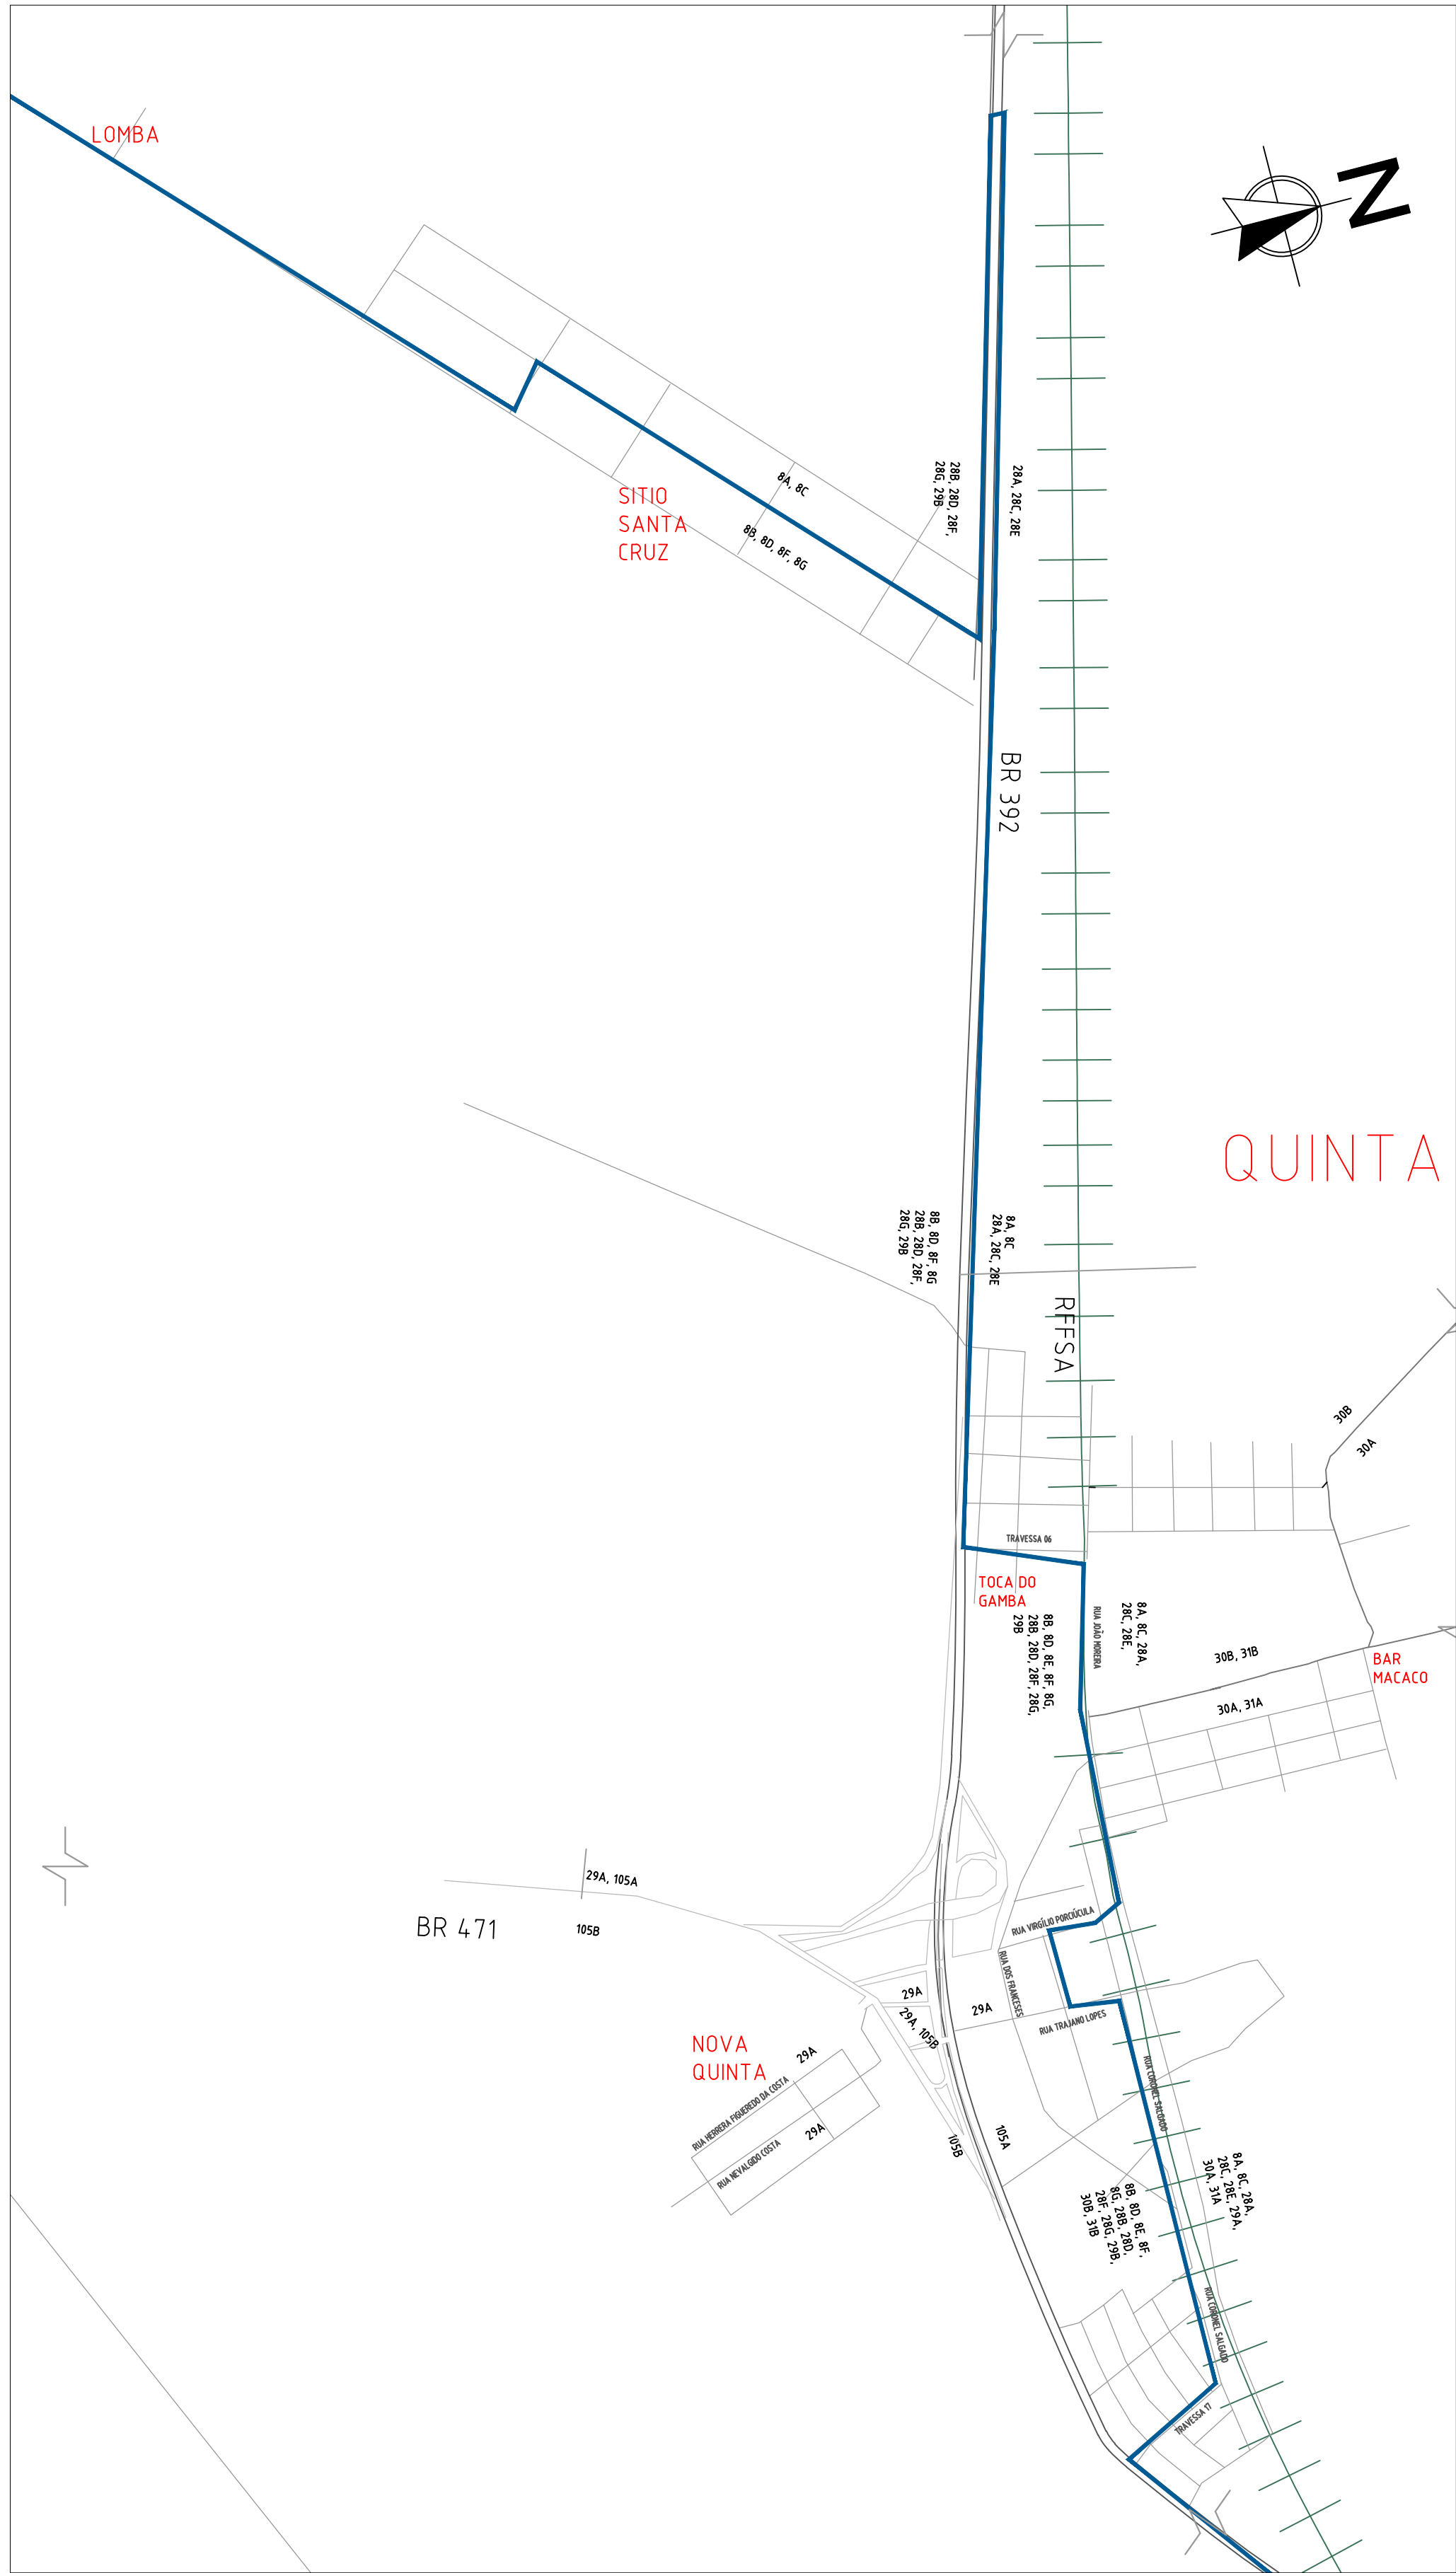 LOMBA
N
SITIO
SANTA
CRUZ
8A, 8C
8B, 8D, 8F, 8G
28B, 28D, 28F,
28G, 29B
28A, 28C, 28E
BR 392
QUINTA
8B, 8D, 8F, 8G
28B, 28D, 28F,
28G, 29B
8A, 8C
28A, 28C, 28E
RFFSA
30B
30A
TRAVESSA 06
TOCA DO
GAMBA
8B, 8D, 8E, 8F, 8G,
28B, 28D, 28F, 28G,
29B
RUA JOÃO MOREIRA
8A, 8C, 28A,
28C, 28E,
30B, 31B
30A, 31A
BAR
MACACO
29A, 105A
BR 471
105B
RUA VIRGÍLIO PORCIÚCULA
RUA DOS FRANCESES
29A
29A
29A, 105B
RUA TRAJANO LOPES
NOVA
QUINTA
29A
RUA HERRERA FIGUEREDO DA COSTA
29A
RUA NEVALGIDO COSTA
105B
105A
RUA CORONEL SALGADO
8A, 8C, 28A,
28C, 28E, 29A,
30A, 31A
8B, 8D, 8E, 8F,
8G, 28B, 28D,
28F, 28G, 29B,
30B, 31B
RUA CORONEL SALGADO
TRAVESSA 17